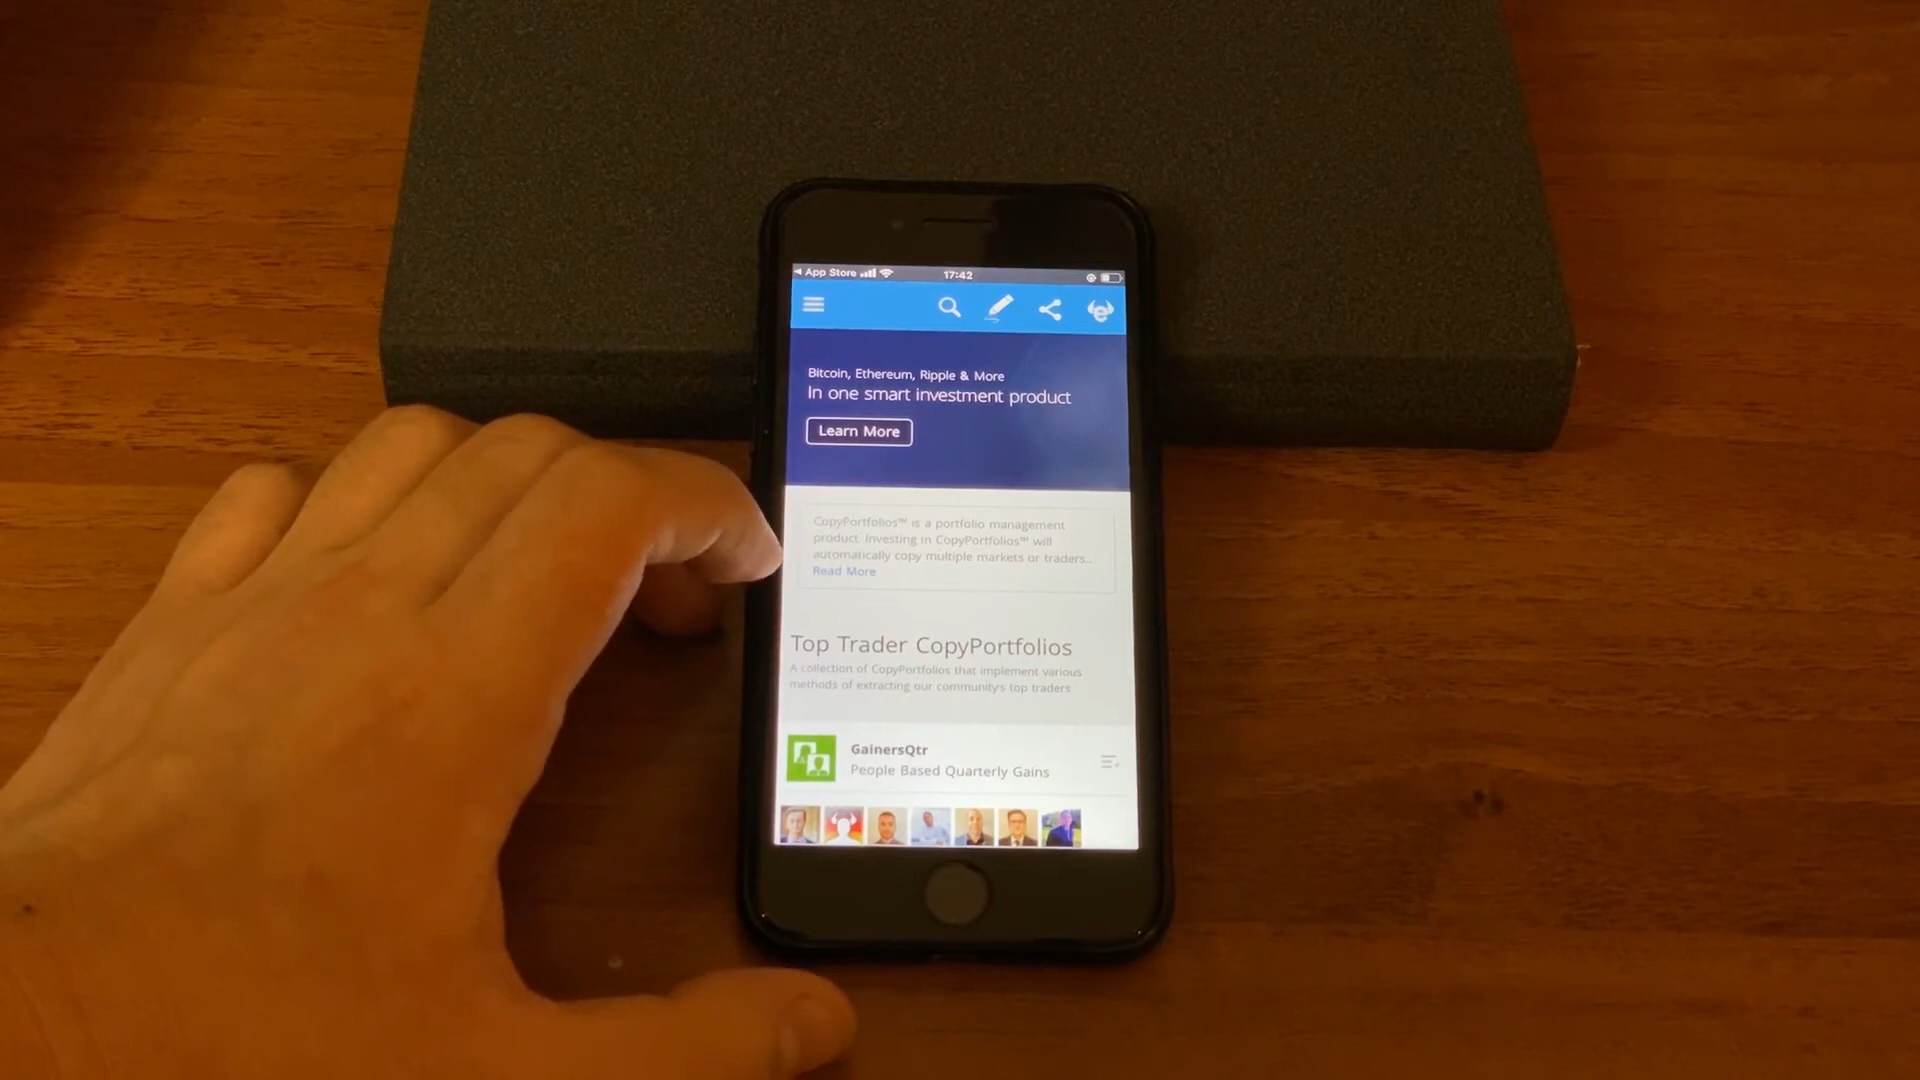 App Store
17:42
Bitcoin, Ethereum, Ripple & More
In one smart investment product
Learn More
CopyPortfolios™ is a portfolio management
product. Investing in CopyPortfolios™ will
automatically copy multiple markets or traders...
Read More
Top Trader CopyPortfolios
A collection of CopyPortfolios that implement various
methods of extracting our community's top traders
GainersQtr
People Based Quarterly Gains